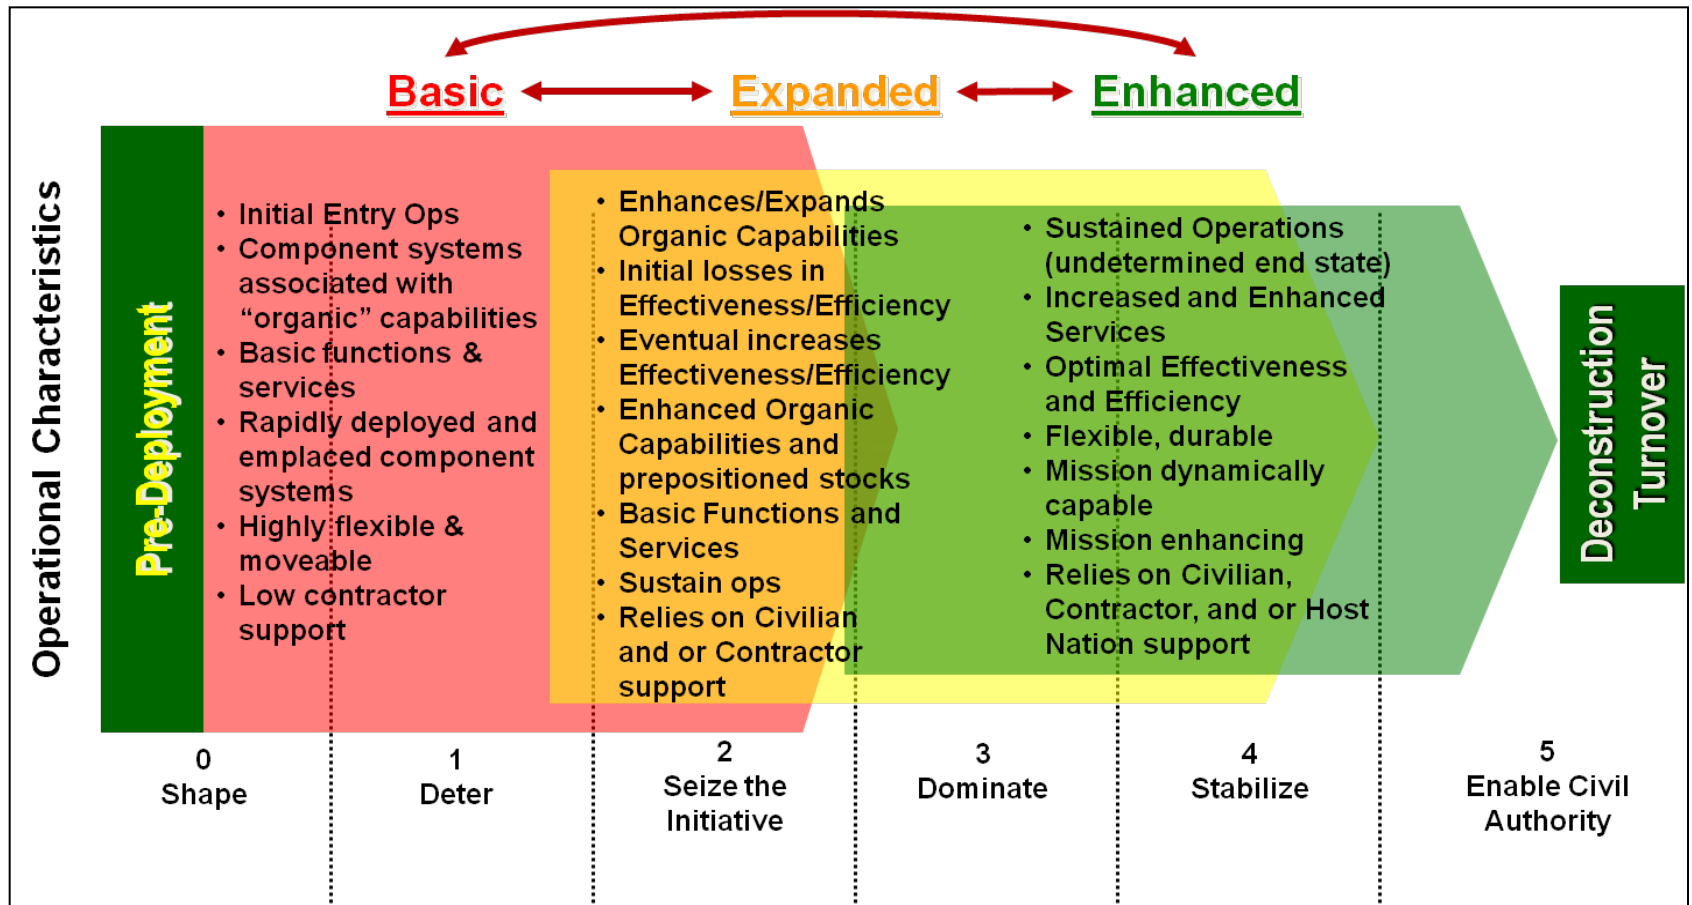 Basic
Expanded
Enhanced
Operational Characteristics
Pre-Deployment
• Initial Entry Ops
• Component systems
associated with
“organic” capabilities
• Basic functions &
services
• Rapidly deployed and
emplaced component
systems
• Highly flexible &
moveable
• Low contractor
support
• Enhances/Expands
Organic Capabilities
• Initial losses in
Effectiveness/Efficiency
• Eventual increases
Effectiveness/Efficiency
• Enhanced Organic
Capabilities and
prepositioned stocks
• Basic Functions and
Services
• Sustain ops
• Relies on Civilian
and or Contractor
support
• Sustained Operations
(undetermined end state)
• Increased and Enhanced
Services
• Optimal Effectiveness
and Efficiency
• Flexible, durable
• Mission dynamically
capable
• Mission enhancing
• Relies on Civilian,
Contractor, and or Host
Nation support
Deconstruction
Turnover
0
Shape
1
Deter
2
Seize the
Initiative
3
Dominate
4
Stabilize
5
Enable Civil
Authority